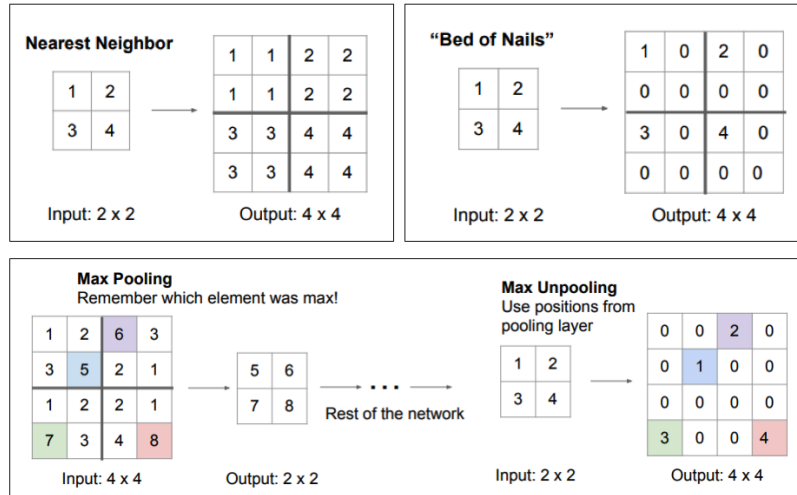 Nearest Neighbor
1 2
3 4
1 1 2 2
1 1 2 2
3 3 4 4
3 3 4 4
Input: 2 x 2
Output: 4 x 4
“Bed of Nails”
1 2
3 4
1 0 2 0
0 0 0 0
3 0 4 0
0 0 0 0
Input: 2 x 2
Output: 4 x 4
Max Pooling
Remember which element was max!
1 2 6 3
3 5 2 1
1 2 2 1
7 3 4 8
Input: 4 x 4
5 6
7 8
Output: 2 x 2
...
Rest of the network
Max Unpooling
Use positions from
pooling layer
1 2
3 4
Input: 2 x 2
0 0 2 0
0 1 0 0
0 0 0 0
3 0 0 4
Output: 4 x 4